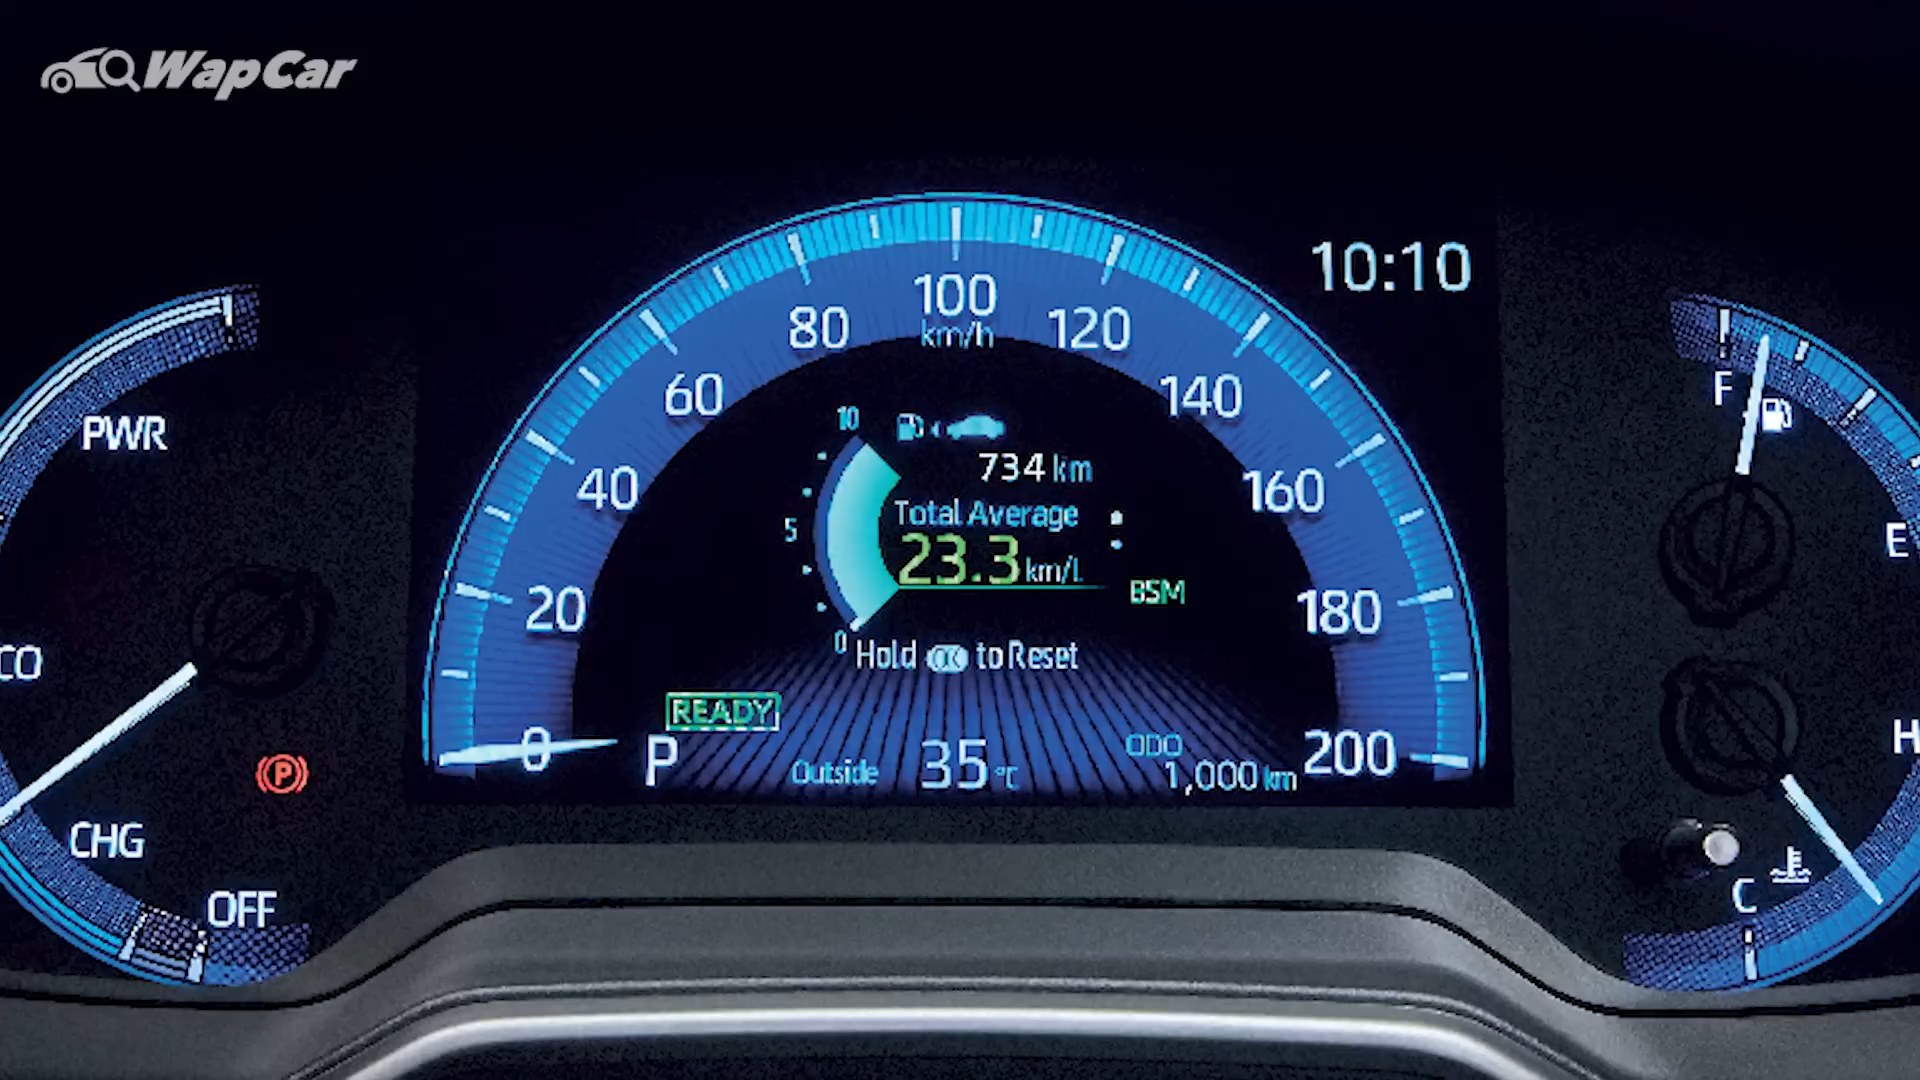 WapCar
10:10
100
km/h
80
120
60
140
40
160
20
180
0
200
10
5
0
734 km
Total Average
23.3 km/L
BSM
Hold OK to Reset
READY
P
Outside 35 °C
ODO
1,000 km
PWR
CO
CHG
OFF
P
F
E
H
C